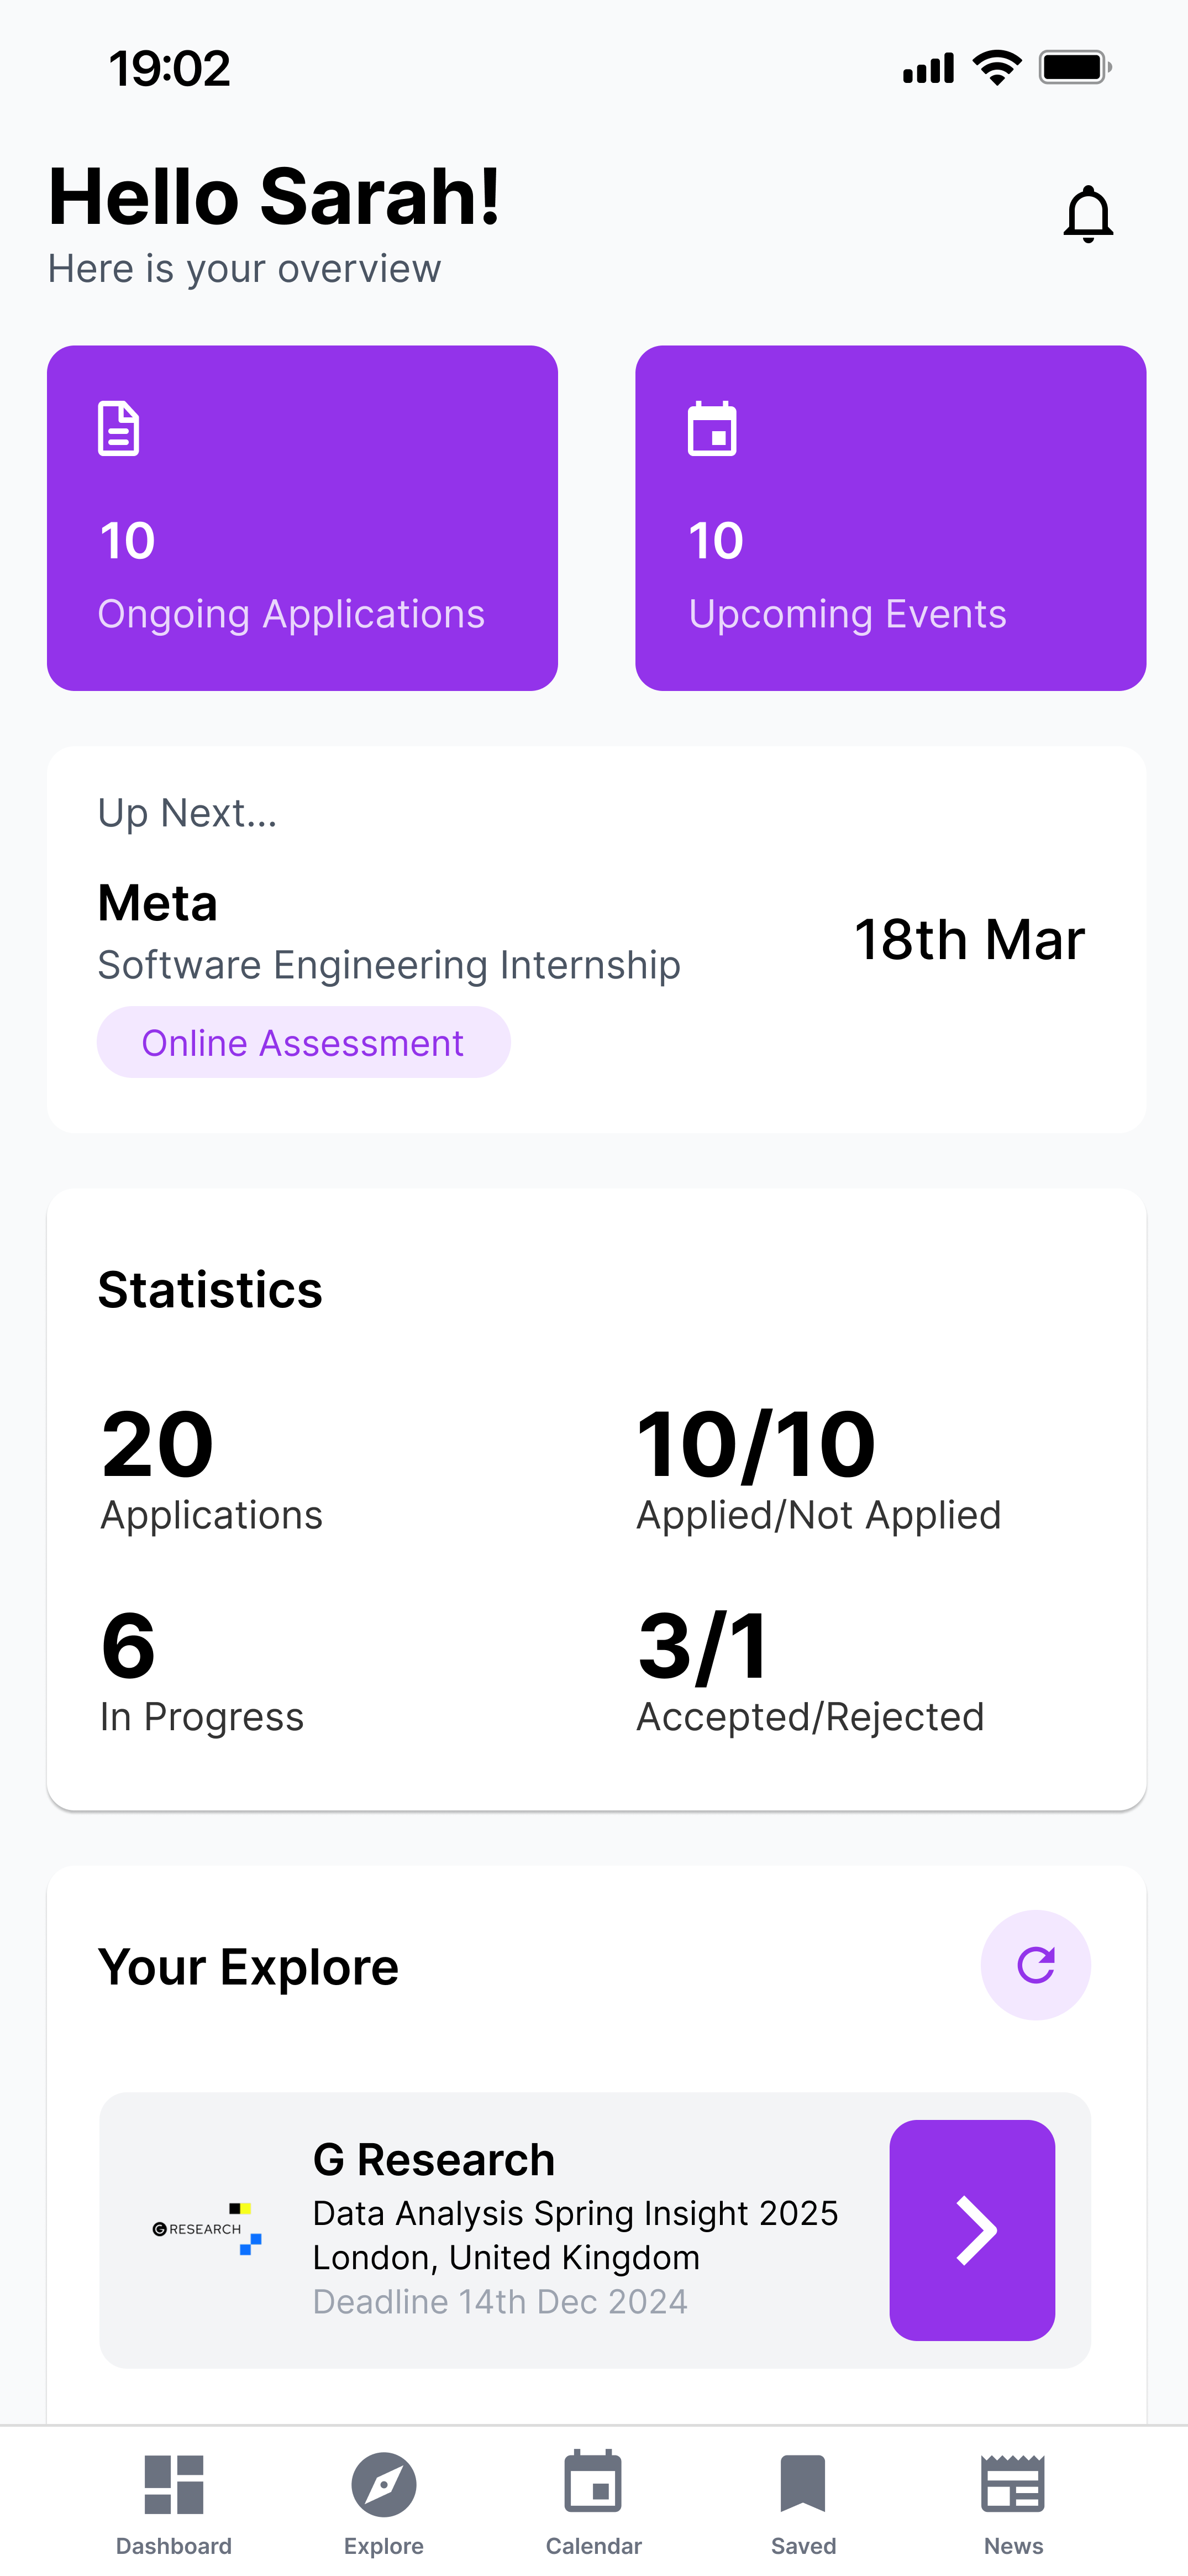 19:02
Hello Sarah!
Here is your overview
10
Ongoing Applications
10
Upcoming Events
Up Next...
Meta
Software Engineering Internship
18th Mar
Online Assessment
Statistics
20
Applications
10/10
Applied/Not Applied
6
In Progress
3/1
Accepted/Rejected
Your Explore
G RESEARCH
G Research
Data Analysis Spring Insight 2025
London, United Kingdom
Deadline 14th Dec 2024
Dashboard
Explore
Calendar
Saved
News